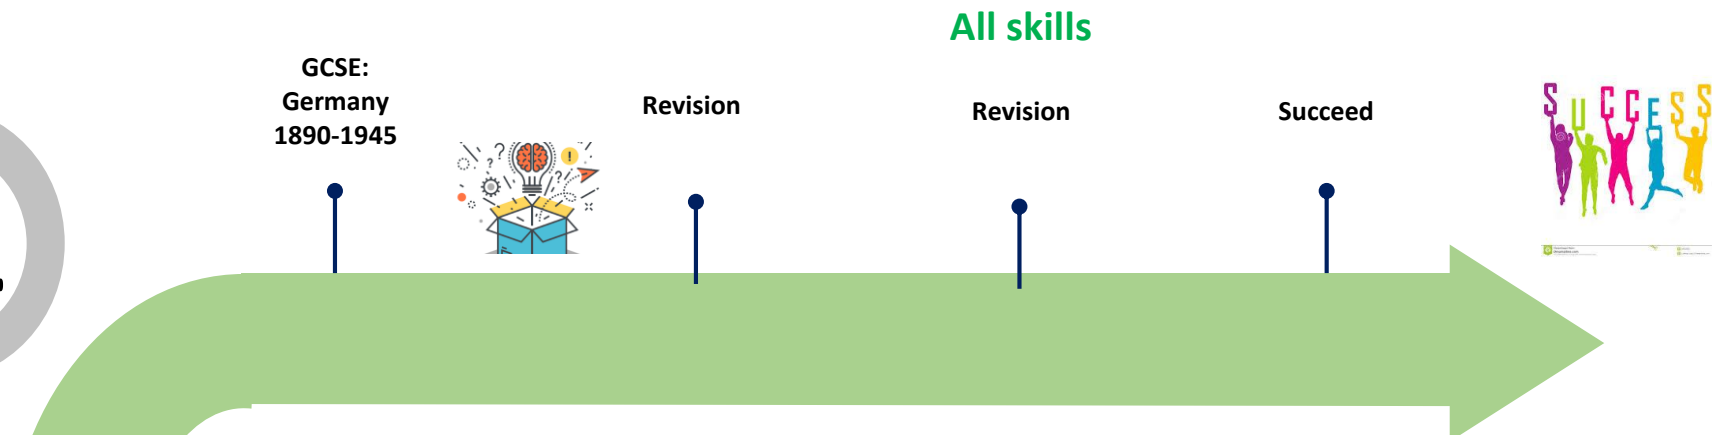 All skills
GCSE:
Germany
1890-1945
Revision
Revision
Succeed
SUCCESS